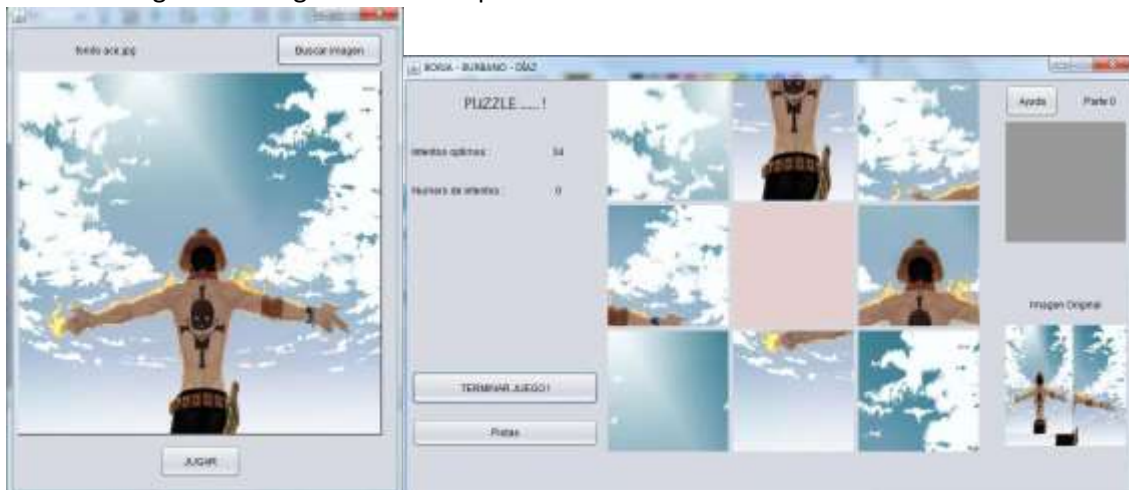 fondo ace.jpg
Buscar Imagen
JUGAR
BORJA - BURBANO - DÍAZ
PUZZLE......!
Intentos optimos :
Numero de intentos :
0
TERMINAR JUEGO !
Pistas
Ayuda
Parte 0
Imagen Original